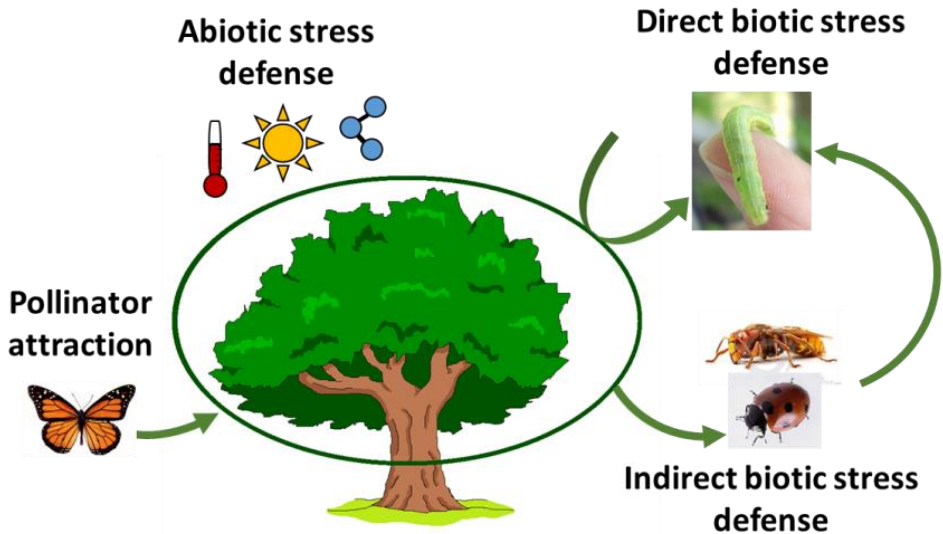 Abiotic stress
defense
Direct biotic stress
defense
Pollinator
attraction
Indirect biotic stress
defense